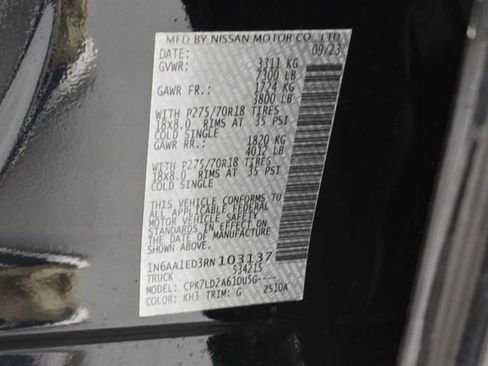 MFD BY NISSAN MOTOR CO., LTD.
DATE: 09/23
GVWR: 3311 KG
7300 LB
GAWR FR.: 1724 KG
3800 LB
WITH P275/70R18 TIRES
18x8.0 RIMS AT 35 PSI
COLD SINGLE
GAWR RR.: 1820 KG
4012 LB
WITH P275/70R18 TIRES
18x8.0 RIMS AT 35 PSI
COLD SINGLE
THIS VEHICLE CONFORMS TO
ALL APPLICABLE FEDERAL
MOTOR VEHICLE SAFETY
STANDARDS IN EFFECT ON
THE DATE OF MANUFACTURE
SHOWN ABOVE.
1N6AA1ED3RN103137
TRUCK 534215
MODEL: CPK7LD2A61DU5G----
COLOR: KH3 TRIM: G 2510A